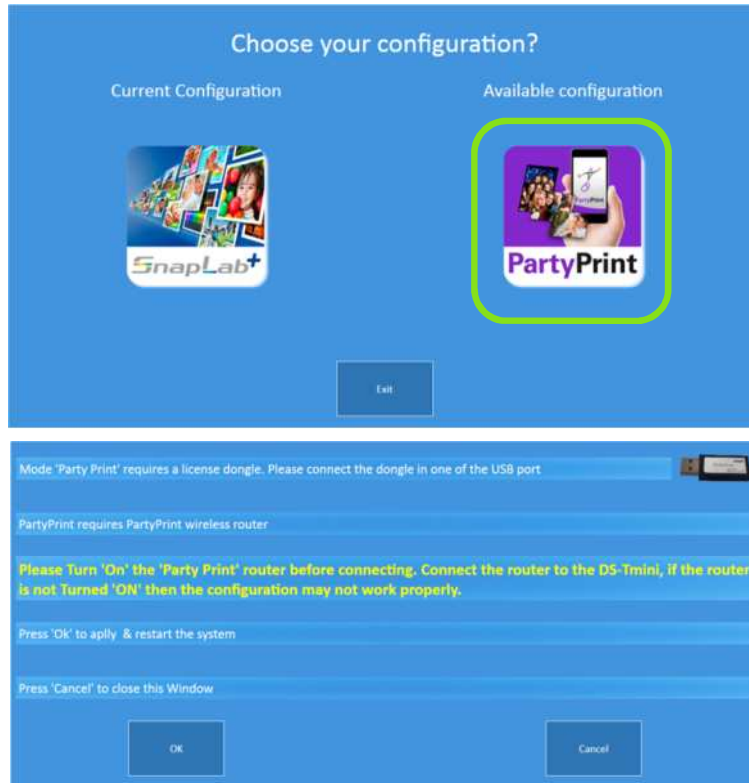 Choose your configuration?
Current Configuration
Available configuration
SnapLab+
PartyPrint
PartyPrint
Exit
Mode 'Party Print' requires a license dongle. Please connect the dongle in one of the USB port
PartyPrint requires PartyPrint wireless router
Please Turn 'On' the 'Party Print' router before connecting. Connect the router to the DS-Tmini, if the router
is not Turned 'ON' then the configuration may not work properly.
Press 'Ok' to aplly & restart the system
Press 'Cancel' to close this Window
OK
Cancel